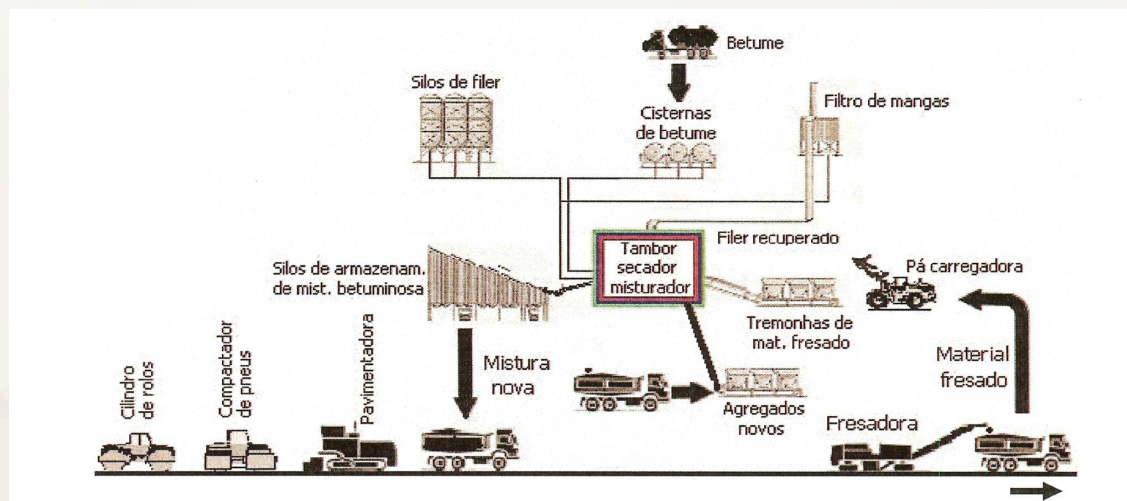 Betume
Silos de filer
Filtro de mangas
Cisternas
de betume
Filer recuperado
Tambor
secador
misturador
Pá carregadora
Silos de armazenam.
de mist. betuminosa
Tremonhas de
mat. fresado
Material
fresado
Mistura
nova
Agregados
novos
Fresadora
Cilindro
de rolos
Compactador
de pneus
Pavimentadora